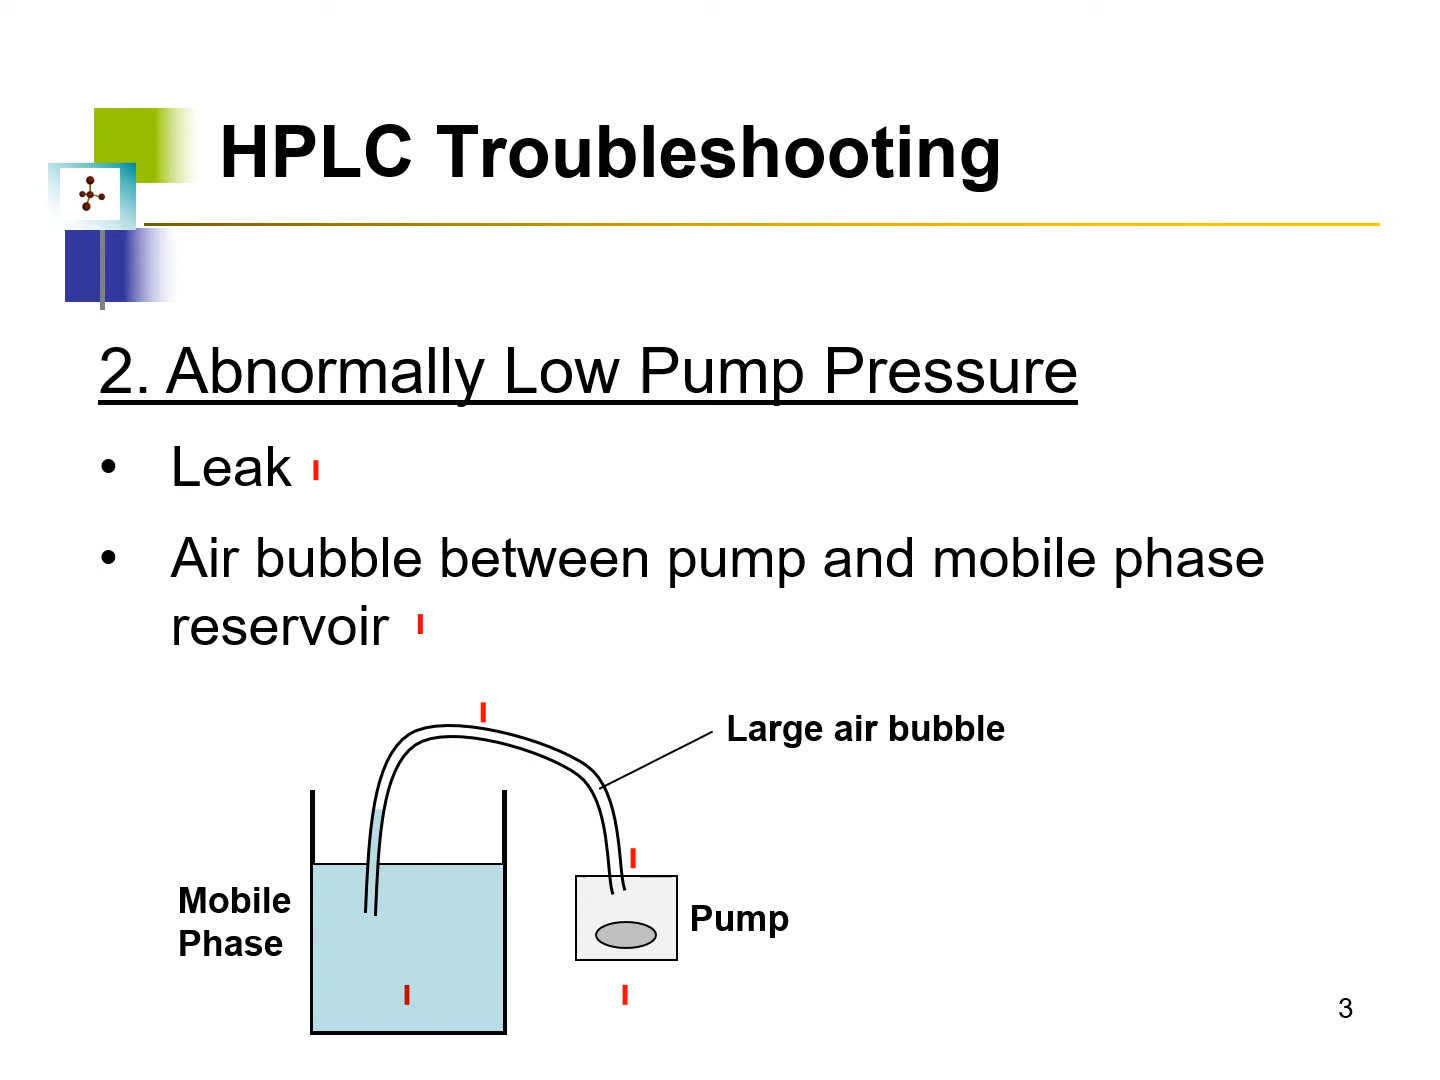 HPLC Troubleshooting
2. Abnormally Low Pump Pressure
• Leak
• Air bubble between pump and mobile phase
reservoir
Large air bubble
Mobile
Phase
Pump
3